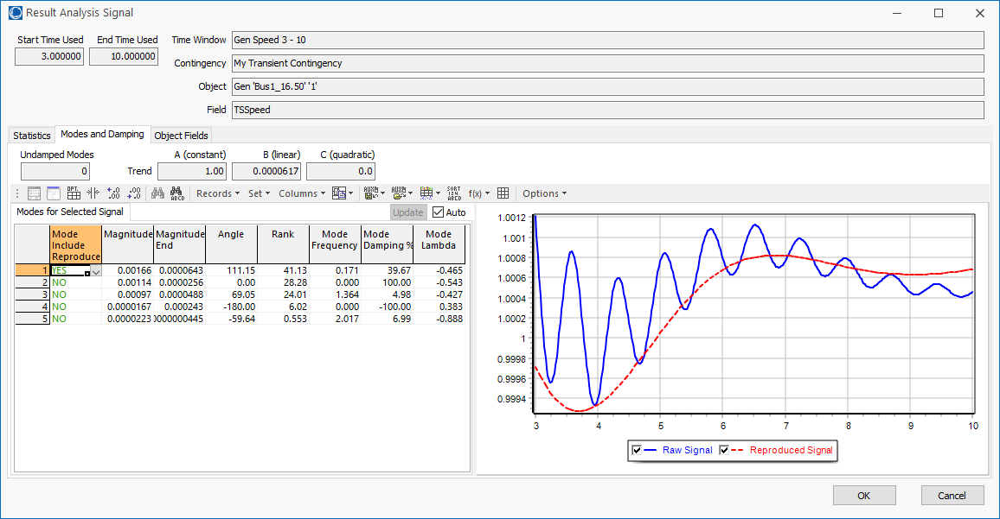 Result Analysis Signal
Start Time Used End Time Used Time Window Gen Speed 3 - 10
3.000000 10.000000
Contingency My Transient Contingency
Object Gen 'Bus1_16.50' '1'
Field TSSpeed
Statistics Modes and Damping Object Fields
Undamped Modes A (constant) B (linear) C (quadratic)
0 Trend 1.00 0.0000617 0.0
Records Set Columns f(x) Options
Modes for Selected Signal Update Auto
Mode Include Reproduce Magnitude Magnitude End Angle Rank Mode Frequency Mode Damping % Mode Lambda
1 YES 0.00166 0.0000643 111.15 41.13 0.171 39.67 -0.465
2 NO 0.00114 0.0000256 0.00 28.28 0.000 100.00 -0.543
3 NO 0.00097 0.0000488 69.05 24.01 1.364 4.98 -0.427
4 NO 0.0000167 0.000243 -180.00 6.02 0.000 -100.00 0.383
5 NO 0.0000223 000000445 -59.64 0.553 2.017 6.99 -0.888
1.0012
1.001
1.0008
1.0006
1.0004
1.0002
1
0.9998
0.9996
0.9994
3 4 5 6 7 8 9 10
Raw Signal Reproduced Signal
OK Cancel